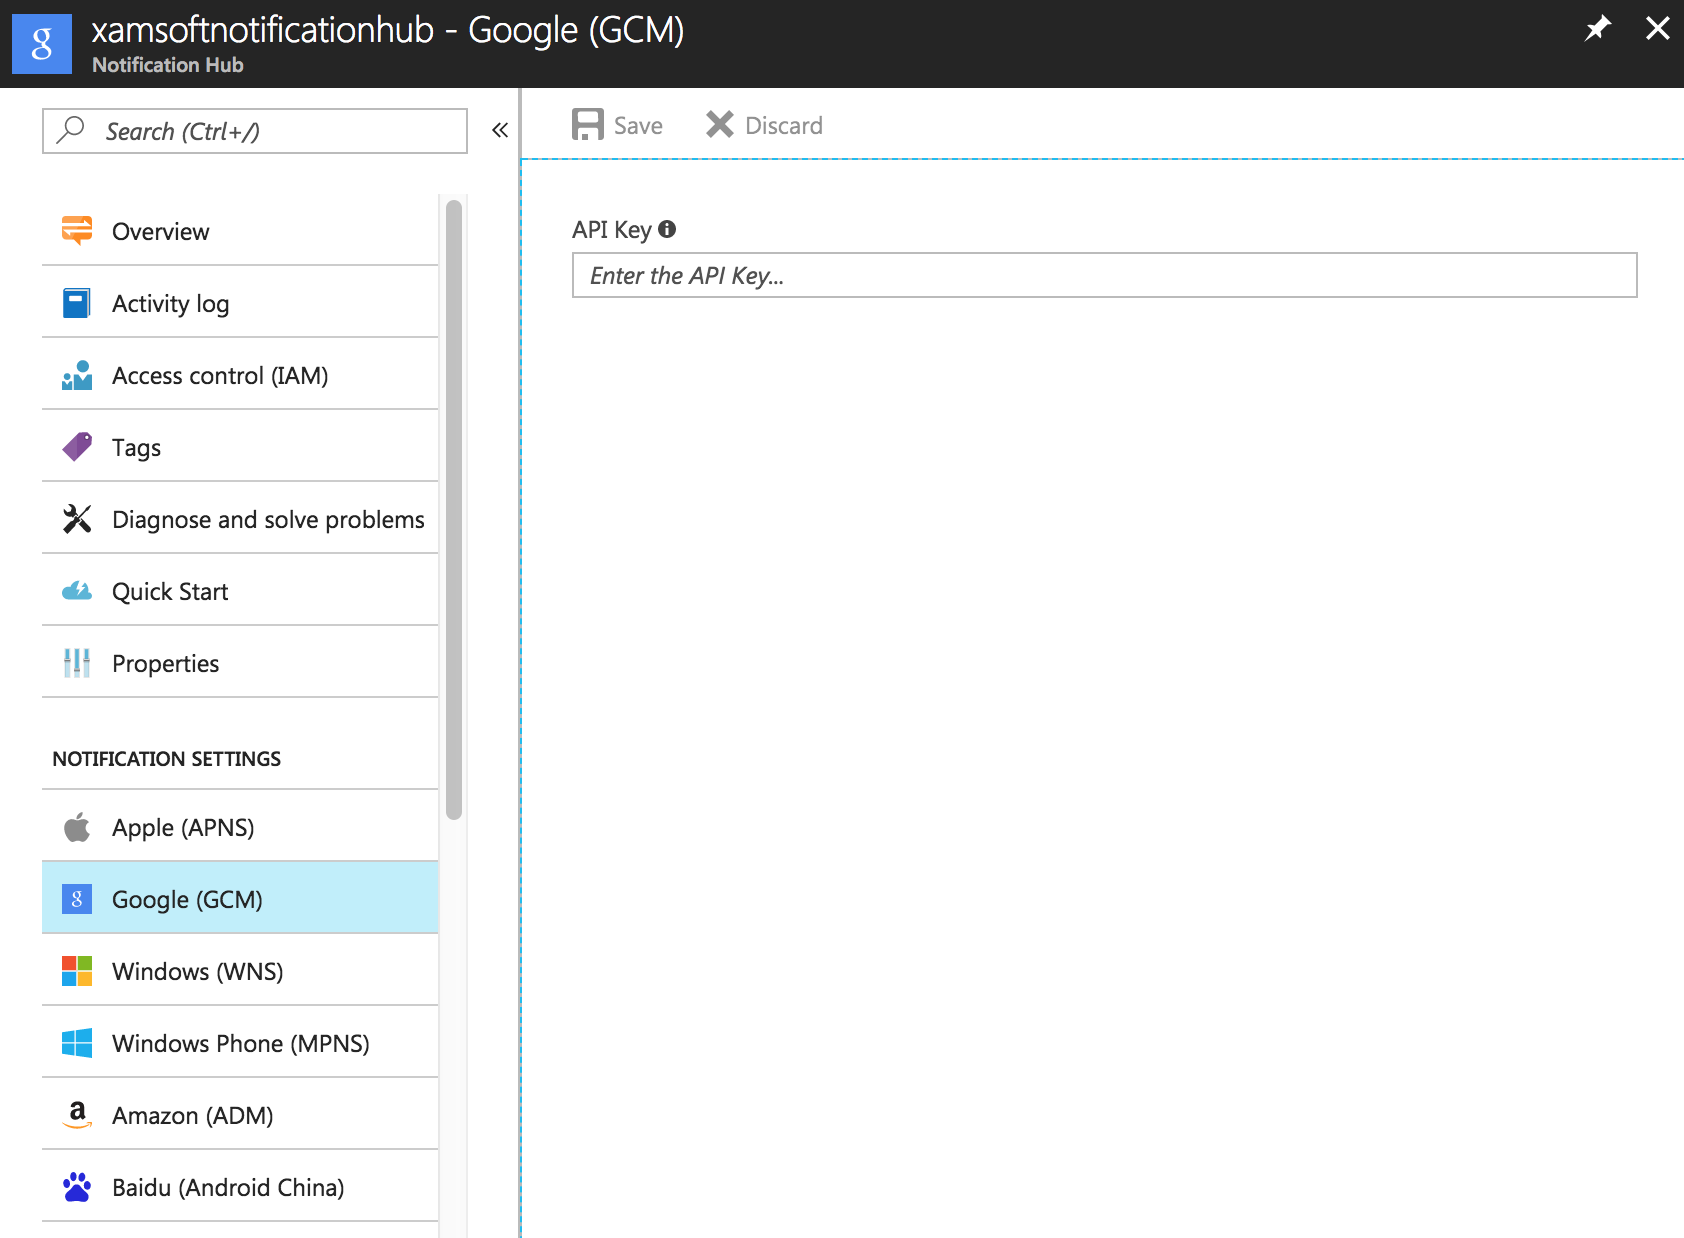 g
xamsoftnotificationhub - Google (GCM)
Notification Hub
Search (Ctrl+/)
«
Save
Discard
Overview
Activity log
Access control (IAM)
Tags
Diagnose and solve problems
Quick Start
Properties
NOTIFICATION SETTINGS
Apple (APNS)
g
Google (GCM)
Windows (WNS)
Windows Phone (MPNS)
a
Amazon (ADM)
Baidu (Android China)
API Key
Enter the API Key...